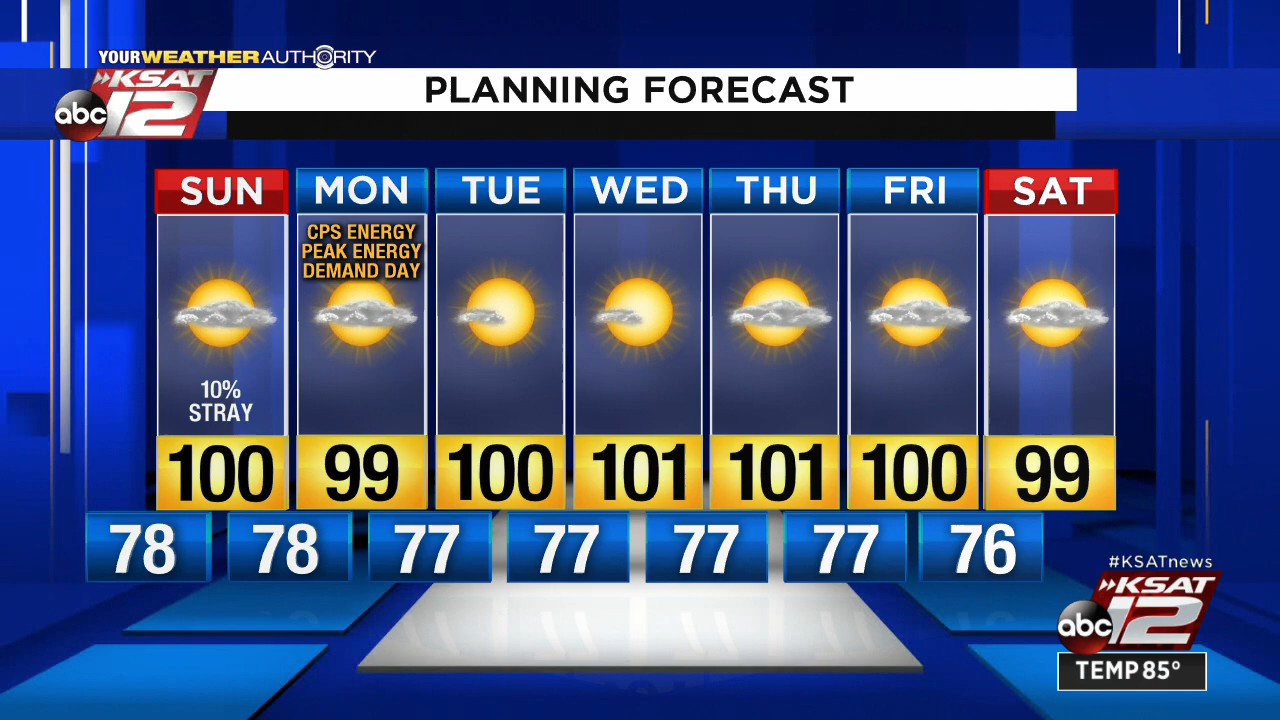 YOURWEATHERAUTHORITY
KSAT
abc 12
PLANNING FORECAST
SUN MON TUE WED THU FRI SAT
CPS ENERGY
PEAK ENERGY
DEMAND DAY
10%
STRAY
100 99 100 101 101 100 99
78 78 77 77 77 77 76
#KSATnews
KSAT
abc 12
TEMP 85°